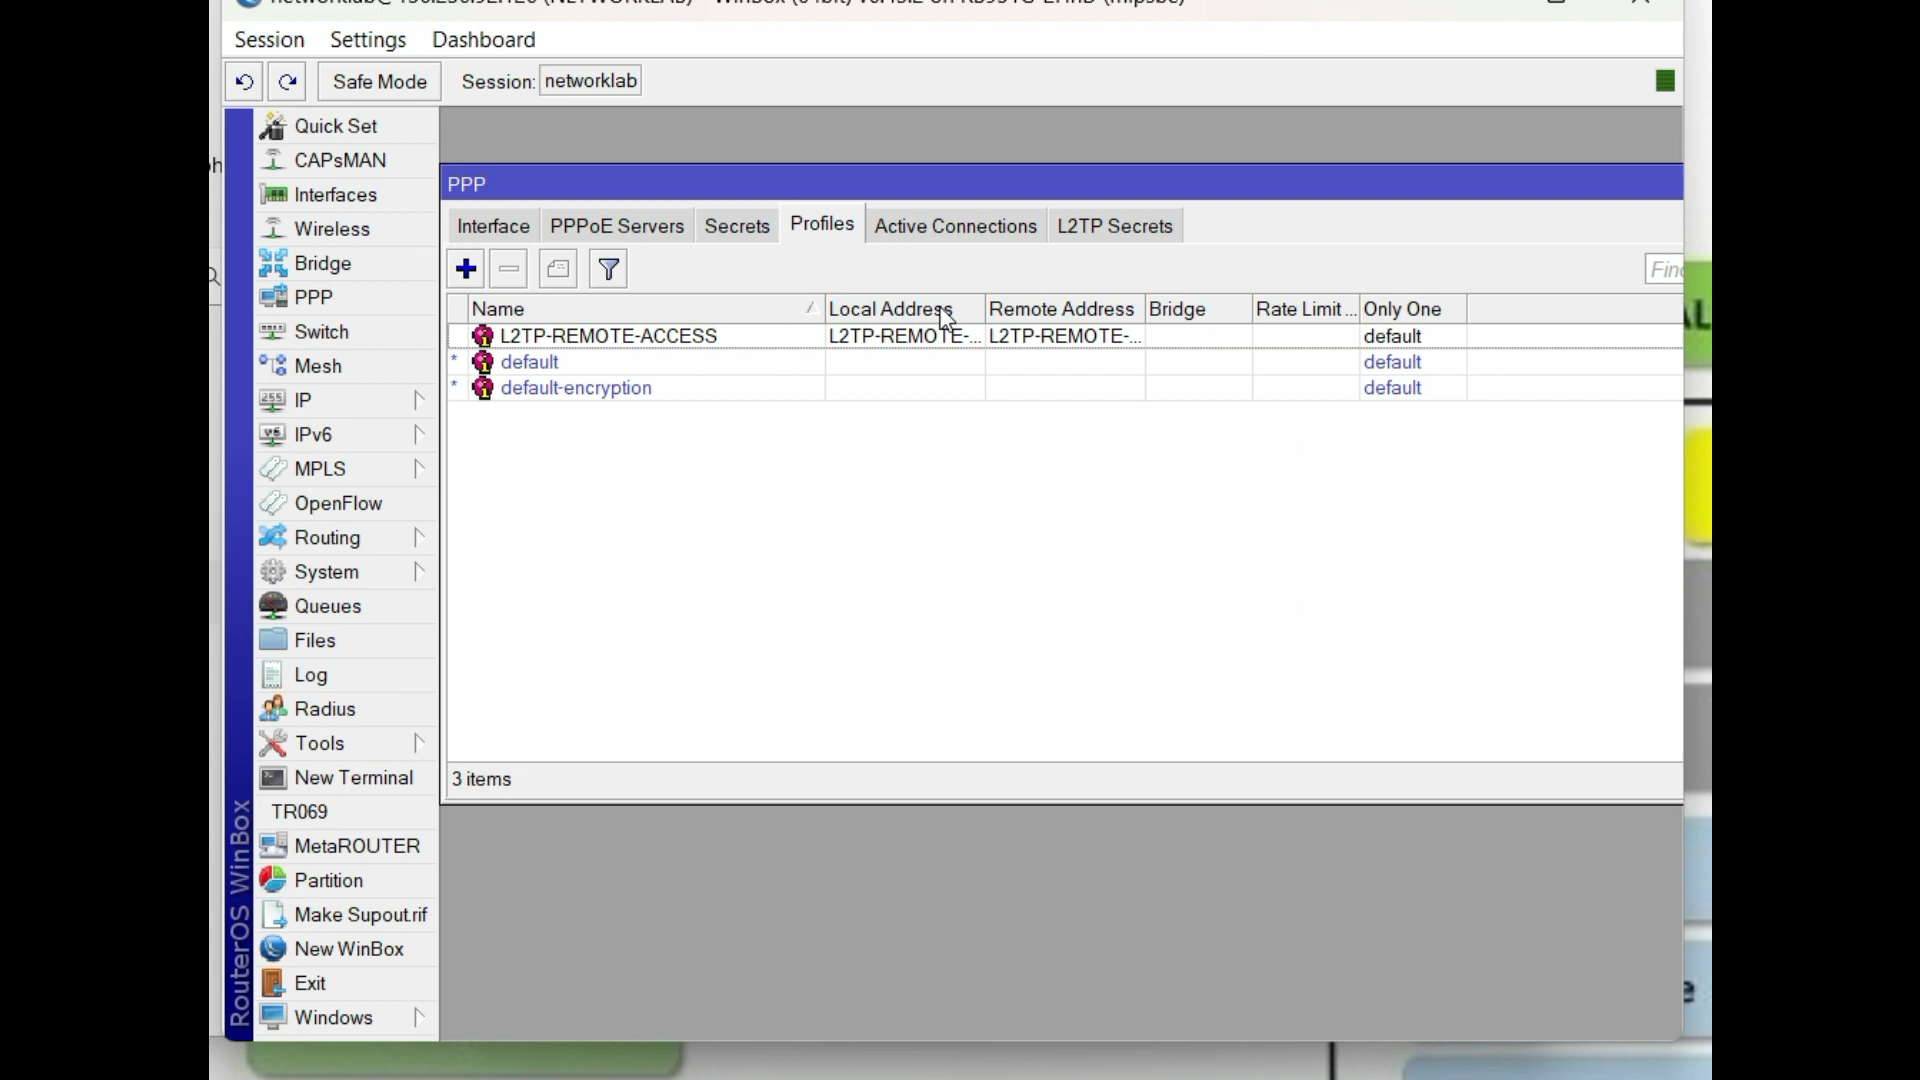 Session Settings Dashboard
Safe Mode Session: networklab
Quick Set
CAPsMAN
Interfaces
Wireless
Bridge
PPP
Switch
Mesh
IP
IPv6
MPLS
OpenFlow
Routing
System
Queues
Files
Log
Radius
Tools
New Terminal
TR069
MetaROUTER
Partition
Make Supout.rif
New WinBox
Exit
Windows
RouterOS WinBox
PPP
Interface PPPoE Servers Secrets Profiles Active Connections L2TP Secrets
Find
Name Local Address Remote Address Bridge Rate Limit ... Only One
L2TP-REMOTE-ACCESS L2TP-REMOTE-... L2TP-REMOTE-... default
* default default
* default-encryption default
3 items